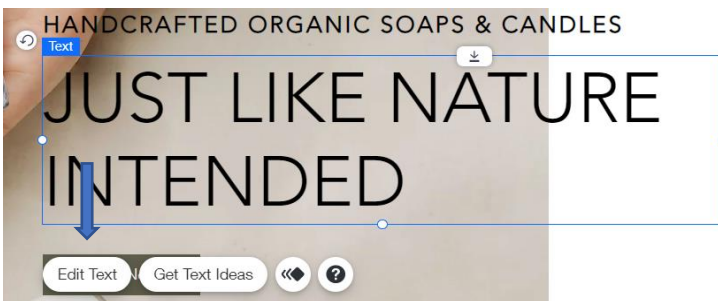 HANDCRAFTED ORGANIC SOAPS & CANDLES
Text
JUST LIKE NATURE
INTENDED
Edit Text
Get Text Ideas
?